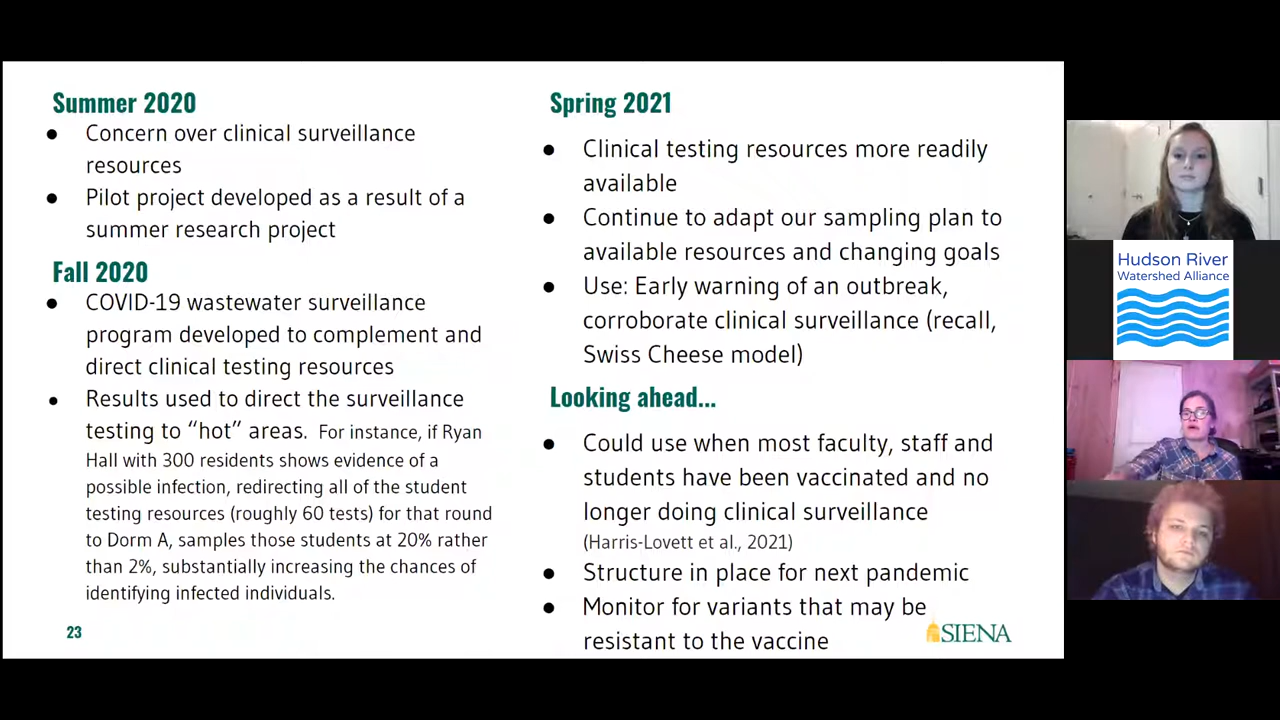 Summer 2020
● Concern over clinical surveillance
resources
● Pilot project developed as a result of a
summer research project
Fall 2020
● COVID-19 wastewater surveillance
program developed to complement and
direct clinical testing resources
● Results used to direct the surveillance
testing to “hot” areas. For instance, if Ryan
Hall with 300 residents shows evidence of a
possible infection, redirecting all of the student
testing resources (roughly 60 tests) for that round
to Dorm A, samples those students at 20% rather
than 2%, substantially increasing the chances of
identifying infected individuals.
23
Spring 2021
● Clinical testing resources more readily
available
● Continue to adapt our sampling plan to
available resources and changing goals
● Use: Early warning of an outbreak,
corroborate clinical surveillance (recall,
Swiss Cheese model)
Looking ahead...
● Could use when most faculty, staff and
students have been vaccinated and no
longer doing clinical surveillance
(Harris-Lovett et al., 2021)
● Structure in place for next pandemic
● Monitor for variants that may be
resistant to the vaccine
SIENA
Hudson River
Watershed Alliance